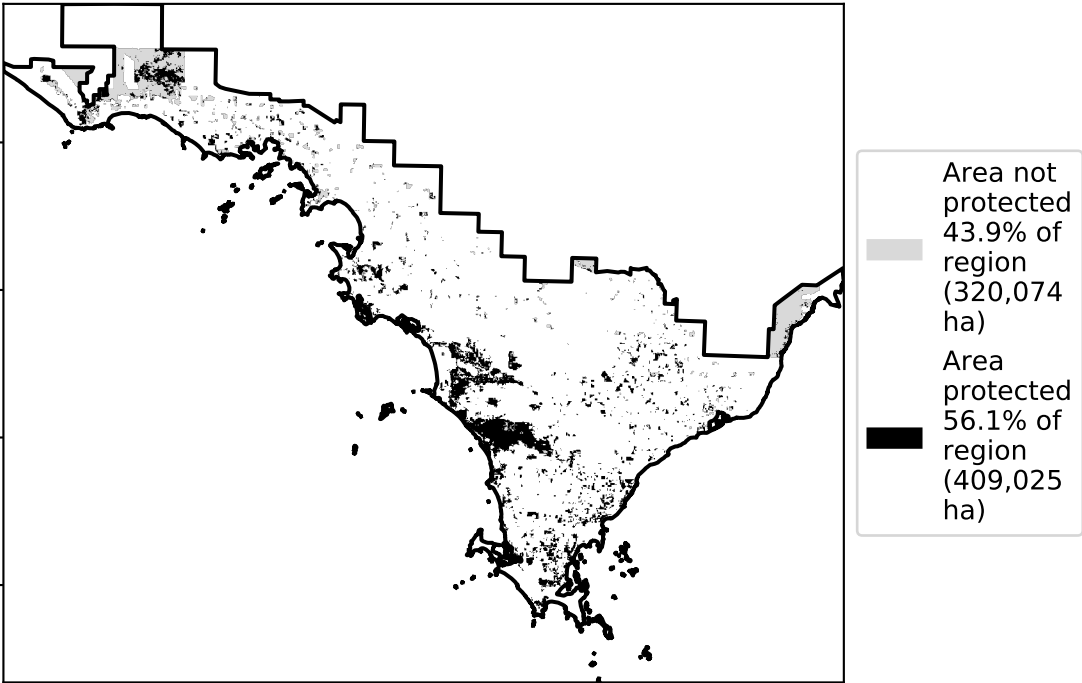 Area not
protected
43.9% of
region
(320,074
ha)
Area
protected
56.1% of
region
(409,025
ha)